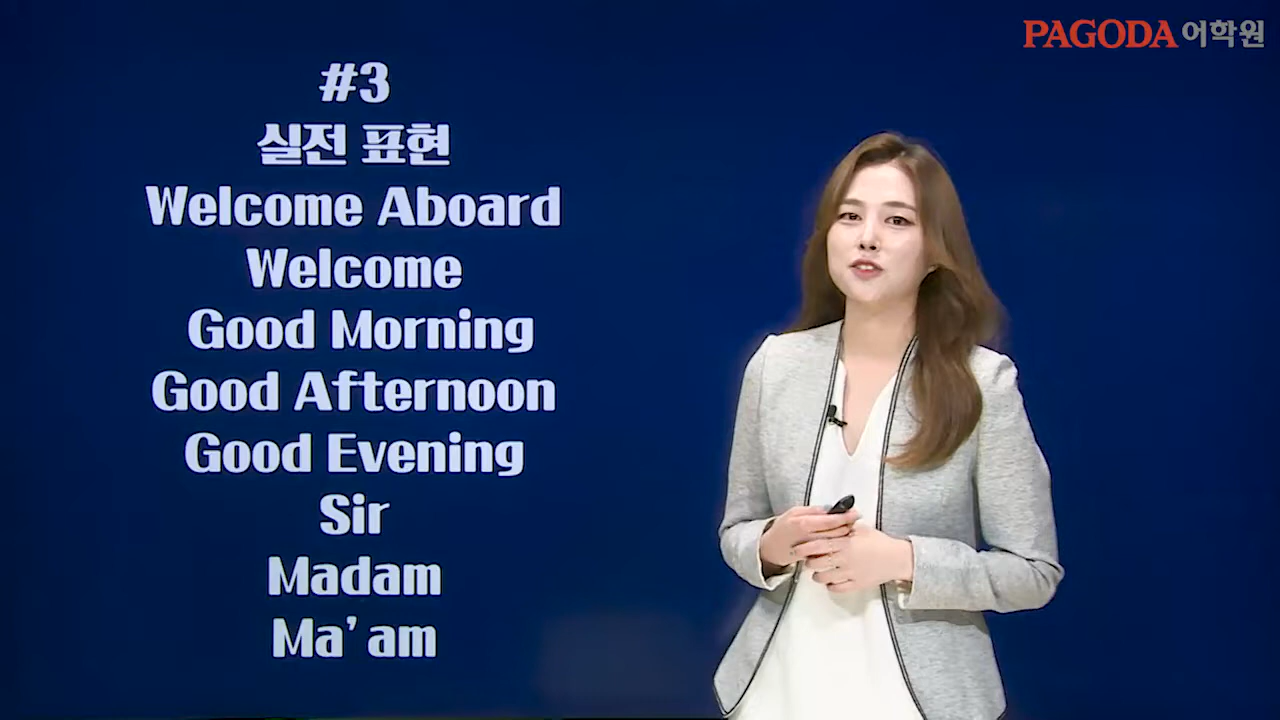 PAGODA어학원
#3
실전 표현
Welcome Aboard
Welcome
Good Morning
Good Afternoon
Good Evening
Sir
Madam
Ma'am